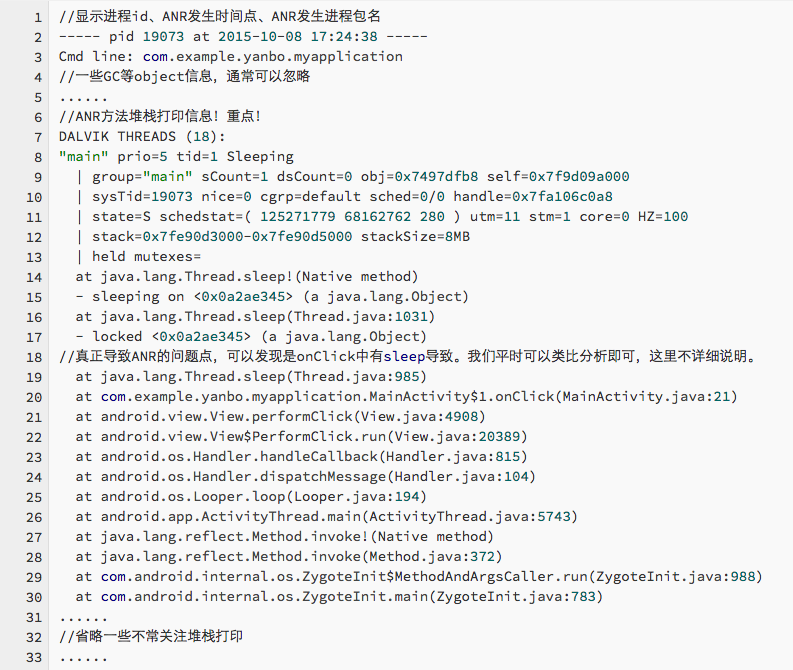 1 //显示进程id、ANR发生时间点、ANR发生进程包名
2 ----- pid 19073 at 2015-10-08 17:24:38 -----
3 Cmd line: com.example.yanbo.myapplication
4 //一些GC等object信息，通常可以忽略
5 ......
6 //ANR方法堆栈打印信息！重点！
7 DALVIK THREADS (18):
8 "main" prio=5 tid=1 Sleeping
9   | group="main" sCount=1 dsCount=0 obj=0x7497dfb8 self=0x7f9d09a000
10   | sysTid=19073 nice=0 cgrp=default sched=0/0 handle=0x7fa106c0a8
11   | state=S schedstat=( 125271779 68162762 280 ) utm=11 stm=1 core=0 HZ=100
12   | stack=0x7fe90d3000-0x7fe90d5000 stackSize=8MB
13   | held mutexes=
14   at java.lang.Thread.sleep!(Native method)
15   - sleeping on <0x0a2ae345> (a java.lang.Object)
16   at java.lang.Thread.sleep(Thread.java:1031)
17   - locked <0x0a2ae345> (a java.lang.Object)
18 //真正导致ANR的问题点，可以发现是onClick中有sleep导致。我们平时可以类比分析即可，这里不详细说明。
19   at java.lang.Thread.sleep(Thread.java:985)
20   at com.example.yanbo.myapplication.MainActivity$1.onClick(MainActivity.java:21)
21   at android.view.View.performClick(View.java:4908)
22   at android.view.View$PerformClick.run(View.java:20389)
23   at android.os.Handler.handleCallback(Handler.java:815)
24   at android.os.Handler.dispatchMessage(Handler.java:104)
25   at android.os.Looper.loop(Looper.java:194)
26   at android.app.ActivityThread.main(ActivityThread.java:5743)
27   at java.lang.reflect.Method.invoke!(Native method)
28   at java.lang.reflect.Method.invoke(Method.java:372)
29   at com.android.internal.os.ZygoteInit$MethodAndArgsCaller.run(ZygoteInit.java:988)
30   at com.android.internal.os.ZygoteInit.main(ZygoteInit.java:783)
31 ......
32 //省略一些不常关注堆栈打印
33 ......